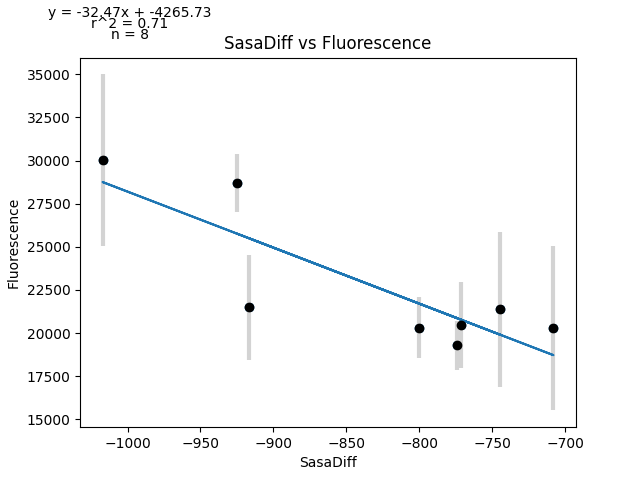 y = -32.47x + -4265.73
r^2 = 0.71
n = 8
SasaDiff vs Fluorescence
35000
32500
30000
27500
25000
22500
20000
17500
15000
Fluorescence
−1000 −950 −900 −850 −800 −750 −700
SasaDiff